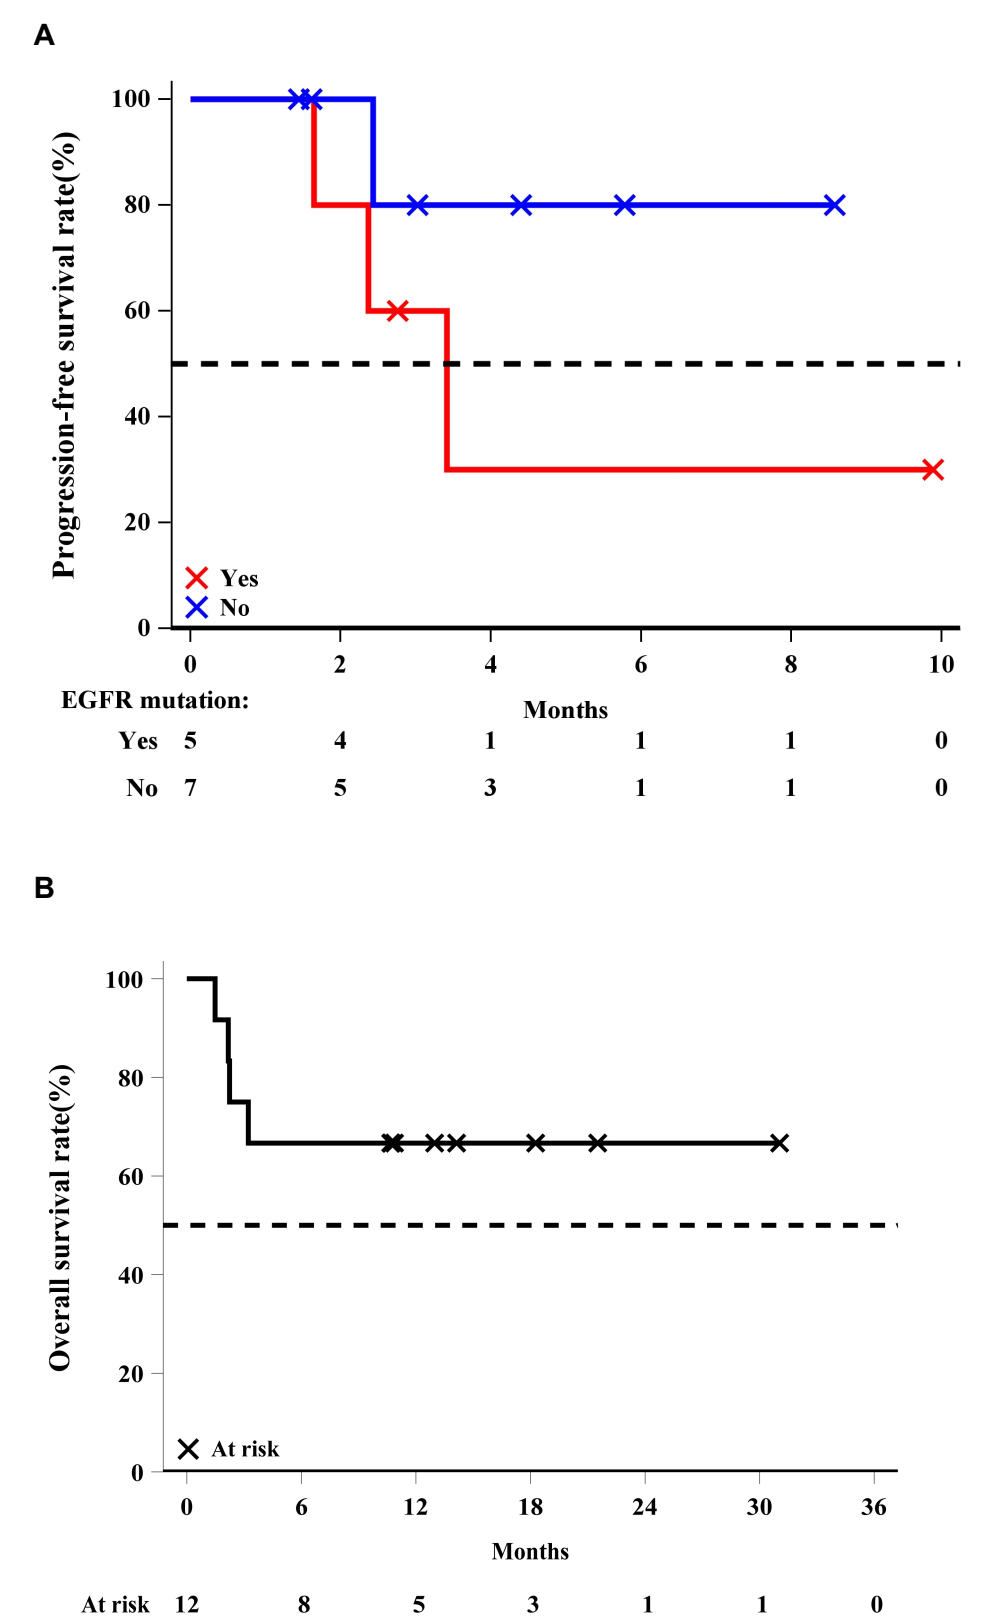 A
Progression-free survival rate(%)
100
80
60
40
20
0
Yes
No
0 2 4 6 8 10
EGFR mutation:
Months
Yes 5 4 1 1 1 0
No 7 5 3 1 1 0
B
Overall survival rate(%)
100
80
60
40
20
0
At risk
0 6 12 18 24 30 36
Months
At risk 12 8 5 3 1 1 0